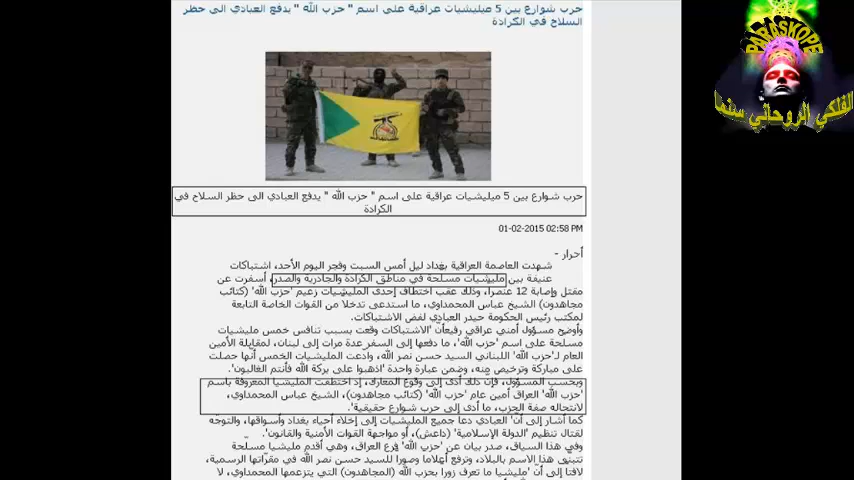 حرب شوارع بين 5 ميليشيات عراقية على اسم " حزب الله " يدفع العبادي الى حظر
السلاح في الكرادة
PARASKOPE
الفلكي الروحاني سنما
حرب شوارع بين 5 ميليشيات عراقية على اسم " حزب الله " يدفع العبادي الى حظر السلاح في
الكرادة
01-02-2015 02:58 PM
أحرار -
شهدت العاصمة العراقية بغداد ليل أمس السبت وفجر اليوم الأحد، اشتباكات
عنيفة بين مليشيات مسلحة في مناطق الكرادة والجادرية والصدر، أسفرت عن
مقتل وإصابة 12 عنصرا، وذلك عقب اختطاف إحدى المليشيات زعيم 'حزب الله' (كتائب
مجاهدون) الشيخ عباس المحمداوي، ما استدعى تدخلا من القوات الخاصة التابعة
لمكتب رئيس الحكومة حيدر العبادي لفض الاشتباكات.
وأوضح مسؤول أمني عراقي رفيع أن 'الاشتباكات وقعت بسبب تنافس خمس مليشيات
مسلحة على اسم 'حزب الله'، ما دفعها إلى السفر عدة مرات إلى لبنان، لمقابلة الأمين
العام لـ'حزب الله' اللبناني السيد حسن نصر الله، وادعت المليشيات الخمس أنها حصلت
على مباركة وترخيص منه، وضمن عبارة واحدة 'اذهبوا على بركة الله فأنتم الغالبون'.
وبحسب المسؤول، فإن ذلك أدى إلى وقوع المعارك، إذ اختطفت المليشيا المعروفة باسم
'حزب الله' العراق أمين عام 'حزب الله' (كتائب مجاهدون)، الشيخ عباس المحمداوي،
لانتحاله صفة الحزب، ما أدى إلى حرب شوارع حقيقية'.
كما أشار إلى أن 'العبادي دعا جميع المليشيات إلى إخلاء أحياء بغداد وأسواقها، والتوجه
لقتال تنظيم 'الدولة الإسلامية' (داعش)، أو مواجهة القوات الأمنية والقانون'.
وفي هذا السياق، صدر بيان عن 'حزب الله' فرع العراق، وهي أقدم مليشيا مسلحة
تتبنى هذا الاسم بالبلاد، وترفع أعلاما وصورا للسيد حسن نصر الله في مقراتها الرسمية،
لافتا إلى أن 'مليشيا ما تعرف زورا بحزب الله (المجاهدون) التي يتزعمها المحمداوي، لا